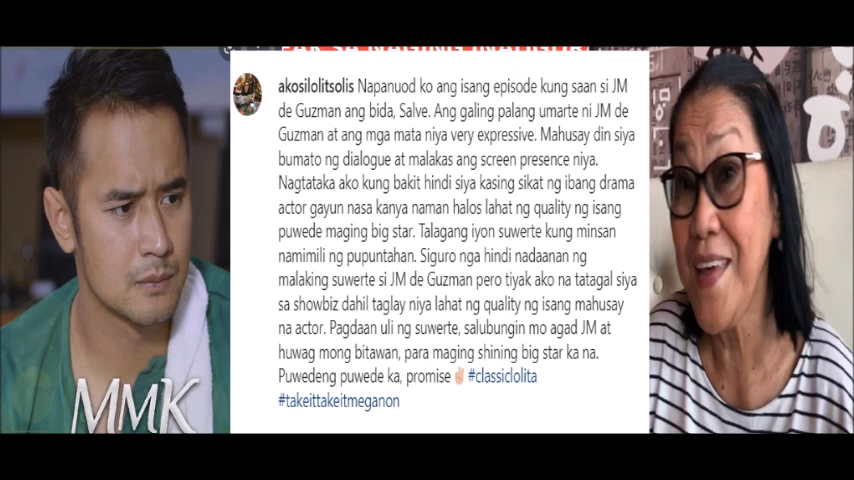 akosilolitsolis Napanuod ko ang isang episode kung saan si JM
de Guzman ang bida, Salve. Ang galing palang umarte ni JM de
Guzman at ang mga mata niya very expressive. Mahusay din siya
bumato ng dialogue at malakas ang screen presence niya.
Nagtataka ako kung bakit hindi siya kasing sikat ng ibang drama
actor gayun nasa kanya naman halos lahat ng quality ng isang
puwede maging big star. Talagang iyon suwerte kung minsan
namimili ng pupuntahan. Siguro nga hindi nadaanan ng
malaking suwerte si JM de Guzman pero tiyak ako na tatagal siya
sa showbiz dahil taglay niya lahat ng quality ng isang mahusay
na actor. Pagdaan uli ng suwerte, salubungin mo agad JM at
huwag mong bitawan, para maging shining big star ka na.
Puwedeng puwede ka, promise✌🏻 #classiclolita
#takeittakeitmeganon
MMK